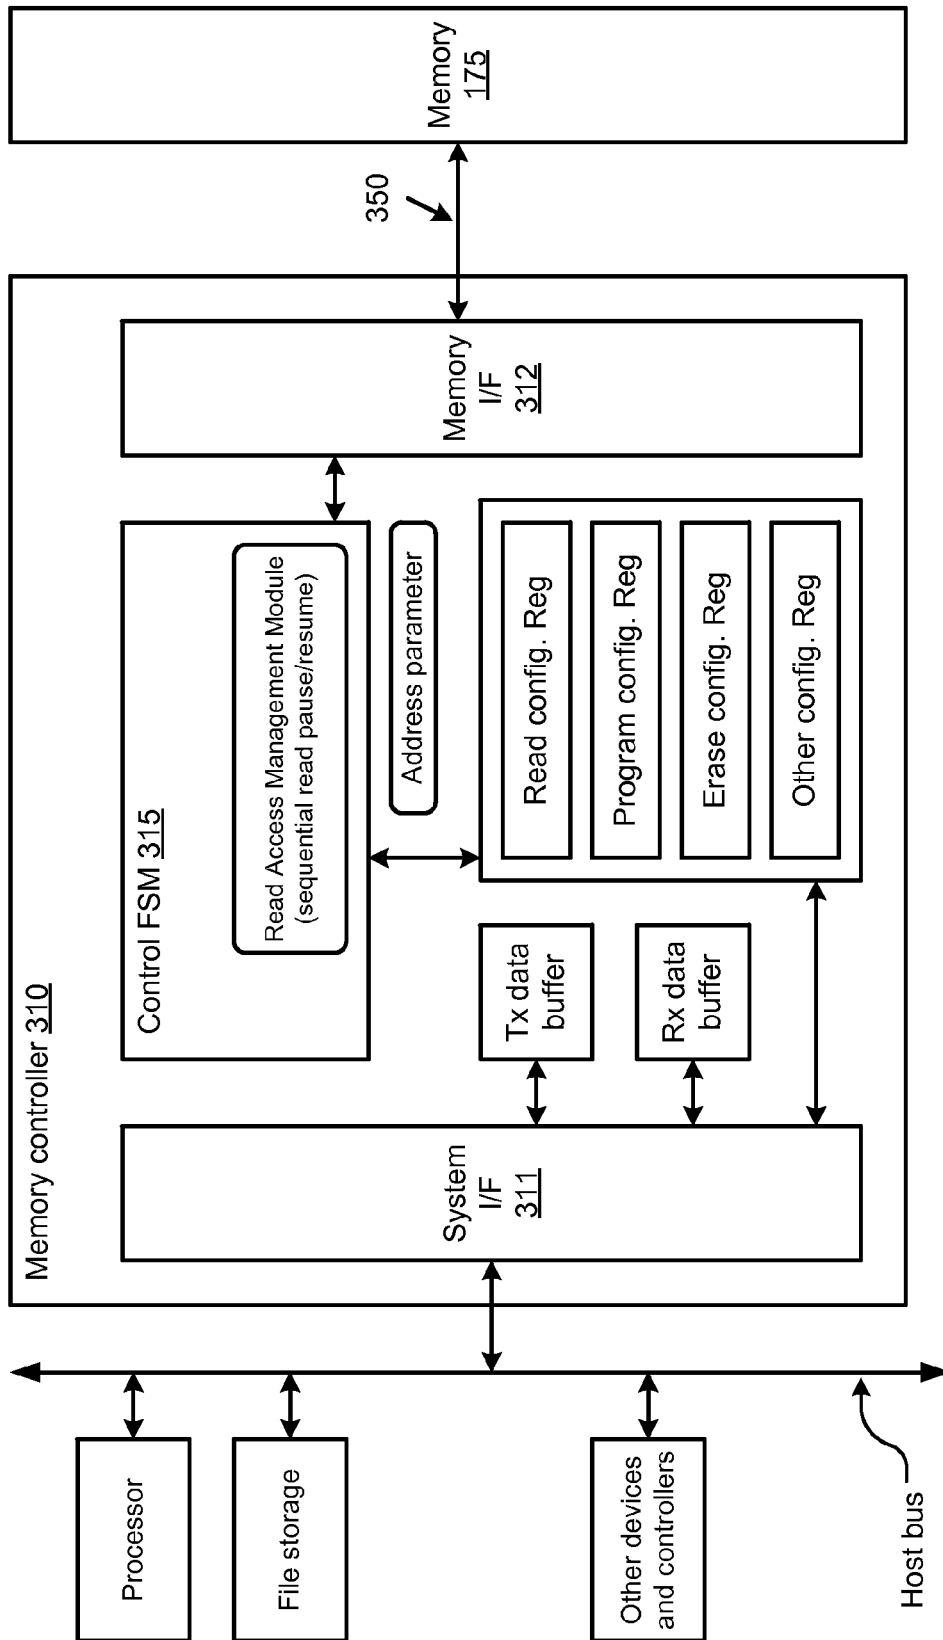 Processor
File storage
Other devices
and controllers
Host bus
Memory controller 310
System
I/F
311
Control FSM 315
Read Access Management Module
(sequential read pause/resume)
Address parameter
Tx data
buffer
Rx data
buffer
Read config. Reg
Program config. Reg
Erase config. Reg
Other config. Reg
Memory
I/F
312
350
Memory
175